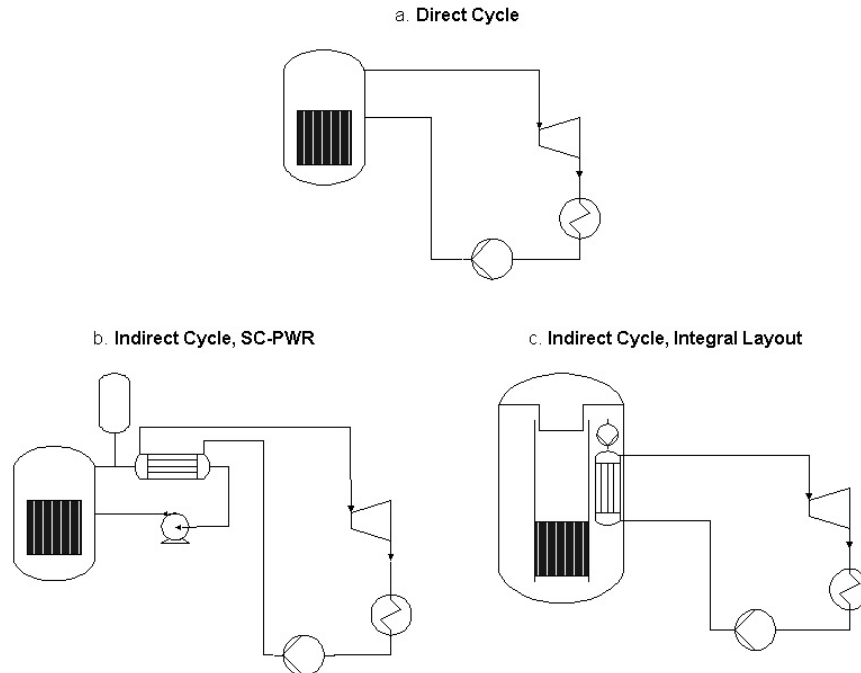 a. Direct Cycle
b. Indirect Cycle, SC-PWR
c. Indirect Cycle, Integral Layout